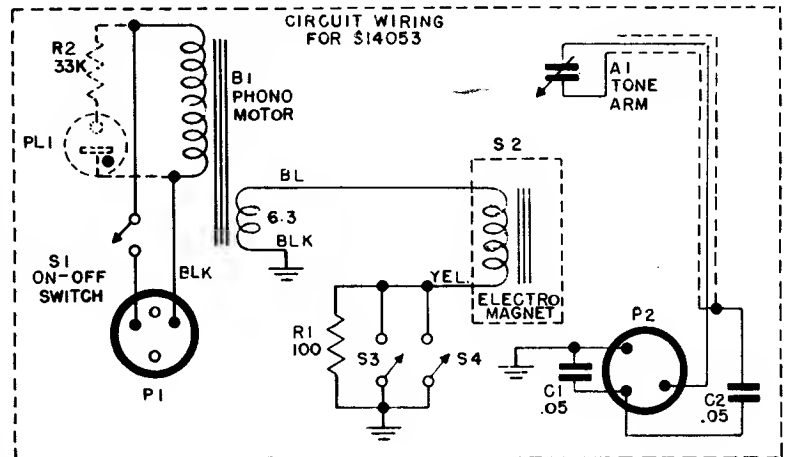 CIRCUIT WIRING
FOR S14053
R2
33K
B1
PHONO
MOTOR
A1
TONE
ARM
PL1
S2
BL
6.3
BLK
S1
ON-OFF
SWITCH
BLK
YEL.
ELECTRO
MAGNET
P1
R1
100
S3
S4
P2
C1
.05
C2
.05